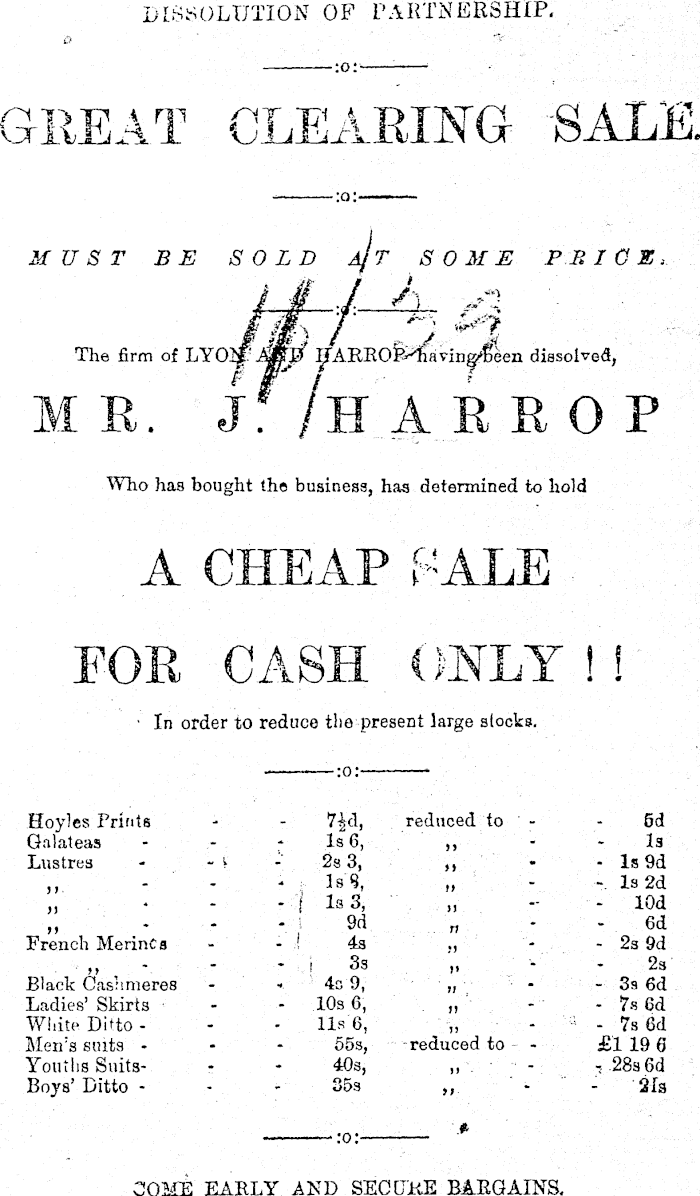 DISSOLUTION OF PARTNERSHIP.
:o:
GREAT CLEARING SALE.
:o:
MUST BE SOLD AT SOME PRICE.
:o:
The firm of LYON AND HARROP having been dissolved,
MR. J. HARROP
Who has bought the business, has determined to hold
A CHEAP SALE
FOR CASH ONLY!!
In order to reduce the present large stocks.
:o:
Hoyles Prints - - 7½d, reduced to - - 5d
Galateas - - - 1s 6, ,, - - 1s
Lustres - - - 2s 3, ,, - - 1s 9d
,, - - - 1s 8, ,, - - 1s 2d
,, - - - 1s 3, ,, - - 10d
,, - - - 9d ,, - - 6d
French Merinos - - 4s ,, - - 2s 9d
,, - - - 3s ,, - - 2s
Black Cashmeres - - 4s 9, ,, - - 3s 6d
Ladies' Skirts - - 10s 6, ,, - - 7s 6d
White Ditto - - - 11s 6, ,, - - 7s 6d
Men's suits - - - 55s, reduced to - - £1 19 6
Youths Suits- - - 40s, ,, - - 28s 6d
Boys' Ditto - - - 35s ,, - - 21s
:o:
COME EARLY AND SECURE BARGAINS.